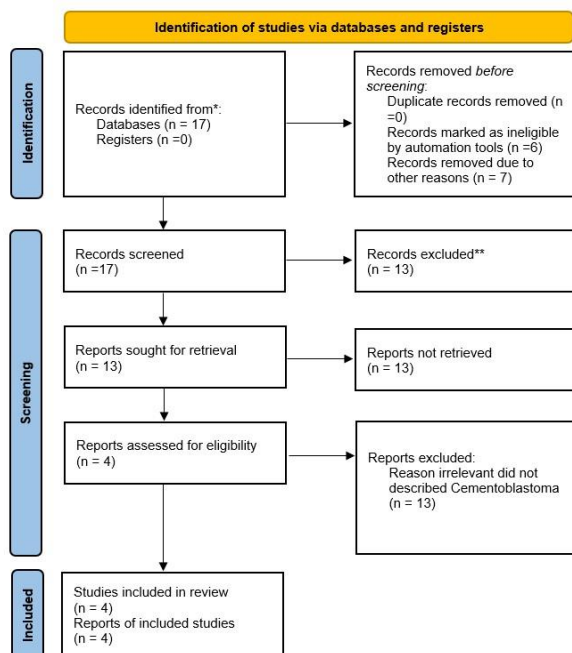 Identification of studies via databases and registers
Identification
Records identified from*:
Databases (n = 17)
Registers (n =0)
Records removed before
screening:
Duplicate records removed (n
=0)
Records marked as ineligible
by automation tools (n =6)
Records removed due to
other reasons (n = 7)
Screening
Records screened
(n =17)
Records excluded**
(n = 13)
Reports sought for retrieval
(n = 13)
Reports not retrieved
(n = 13)
Reports assessed for eligibility
(n = 4)
Reports excluded:
Reason irrelevant did not
described Cementoblastoma
(n = 13)
Included
Studies included in review
(n = 4)
Reports of included studies
(n = 4)